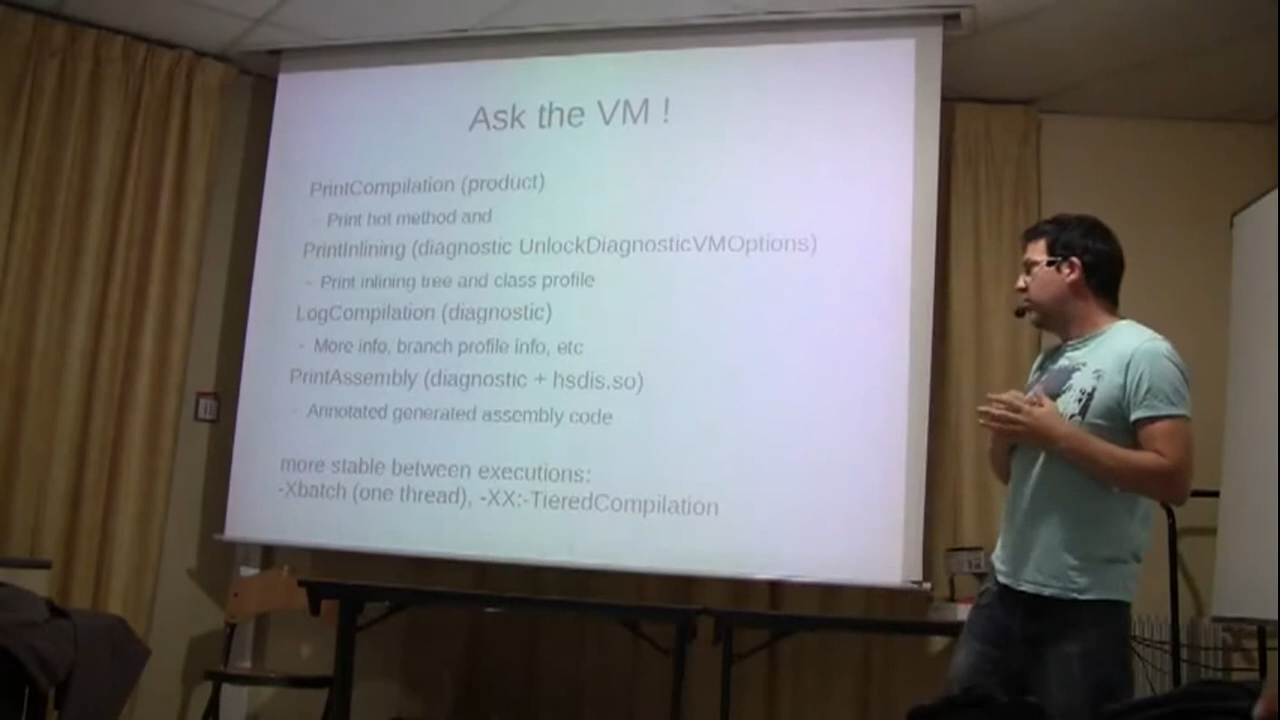 Ask the VM !
PrintCompilation (product)
- Print hot method and
PrintInlining (diagnostic UnlockDiagnosticVMOptions)
- Print inlining tree and class profile
LogCompilation (diagnostic)
- More info, branch profile info, etc
PrintAssembly (diagnostic + hsdis.so)
- Annotated generated assembly code
more stable between executions:
-Xbatch (one thread), -XX:-TieredCompilation